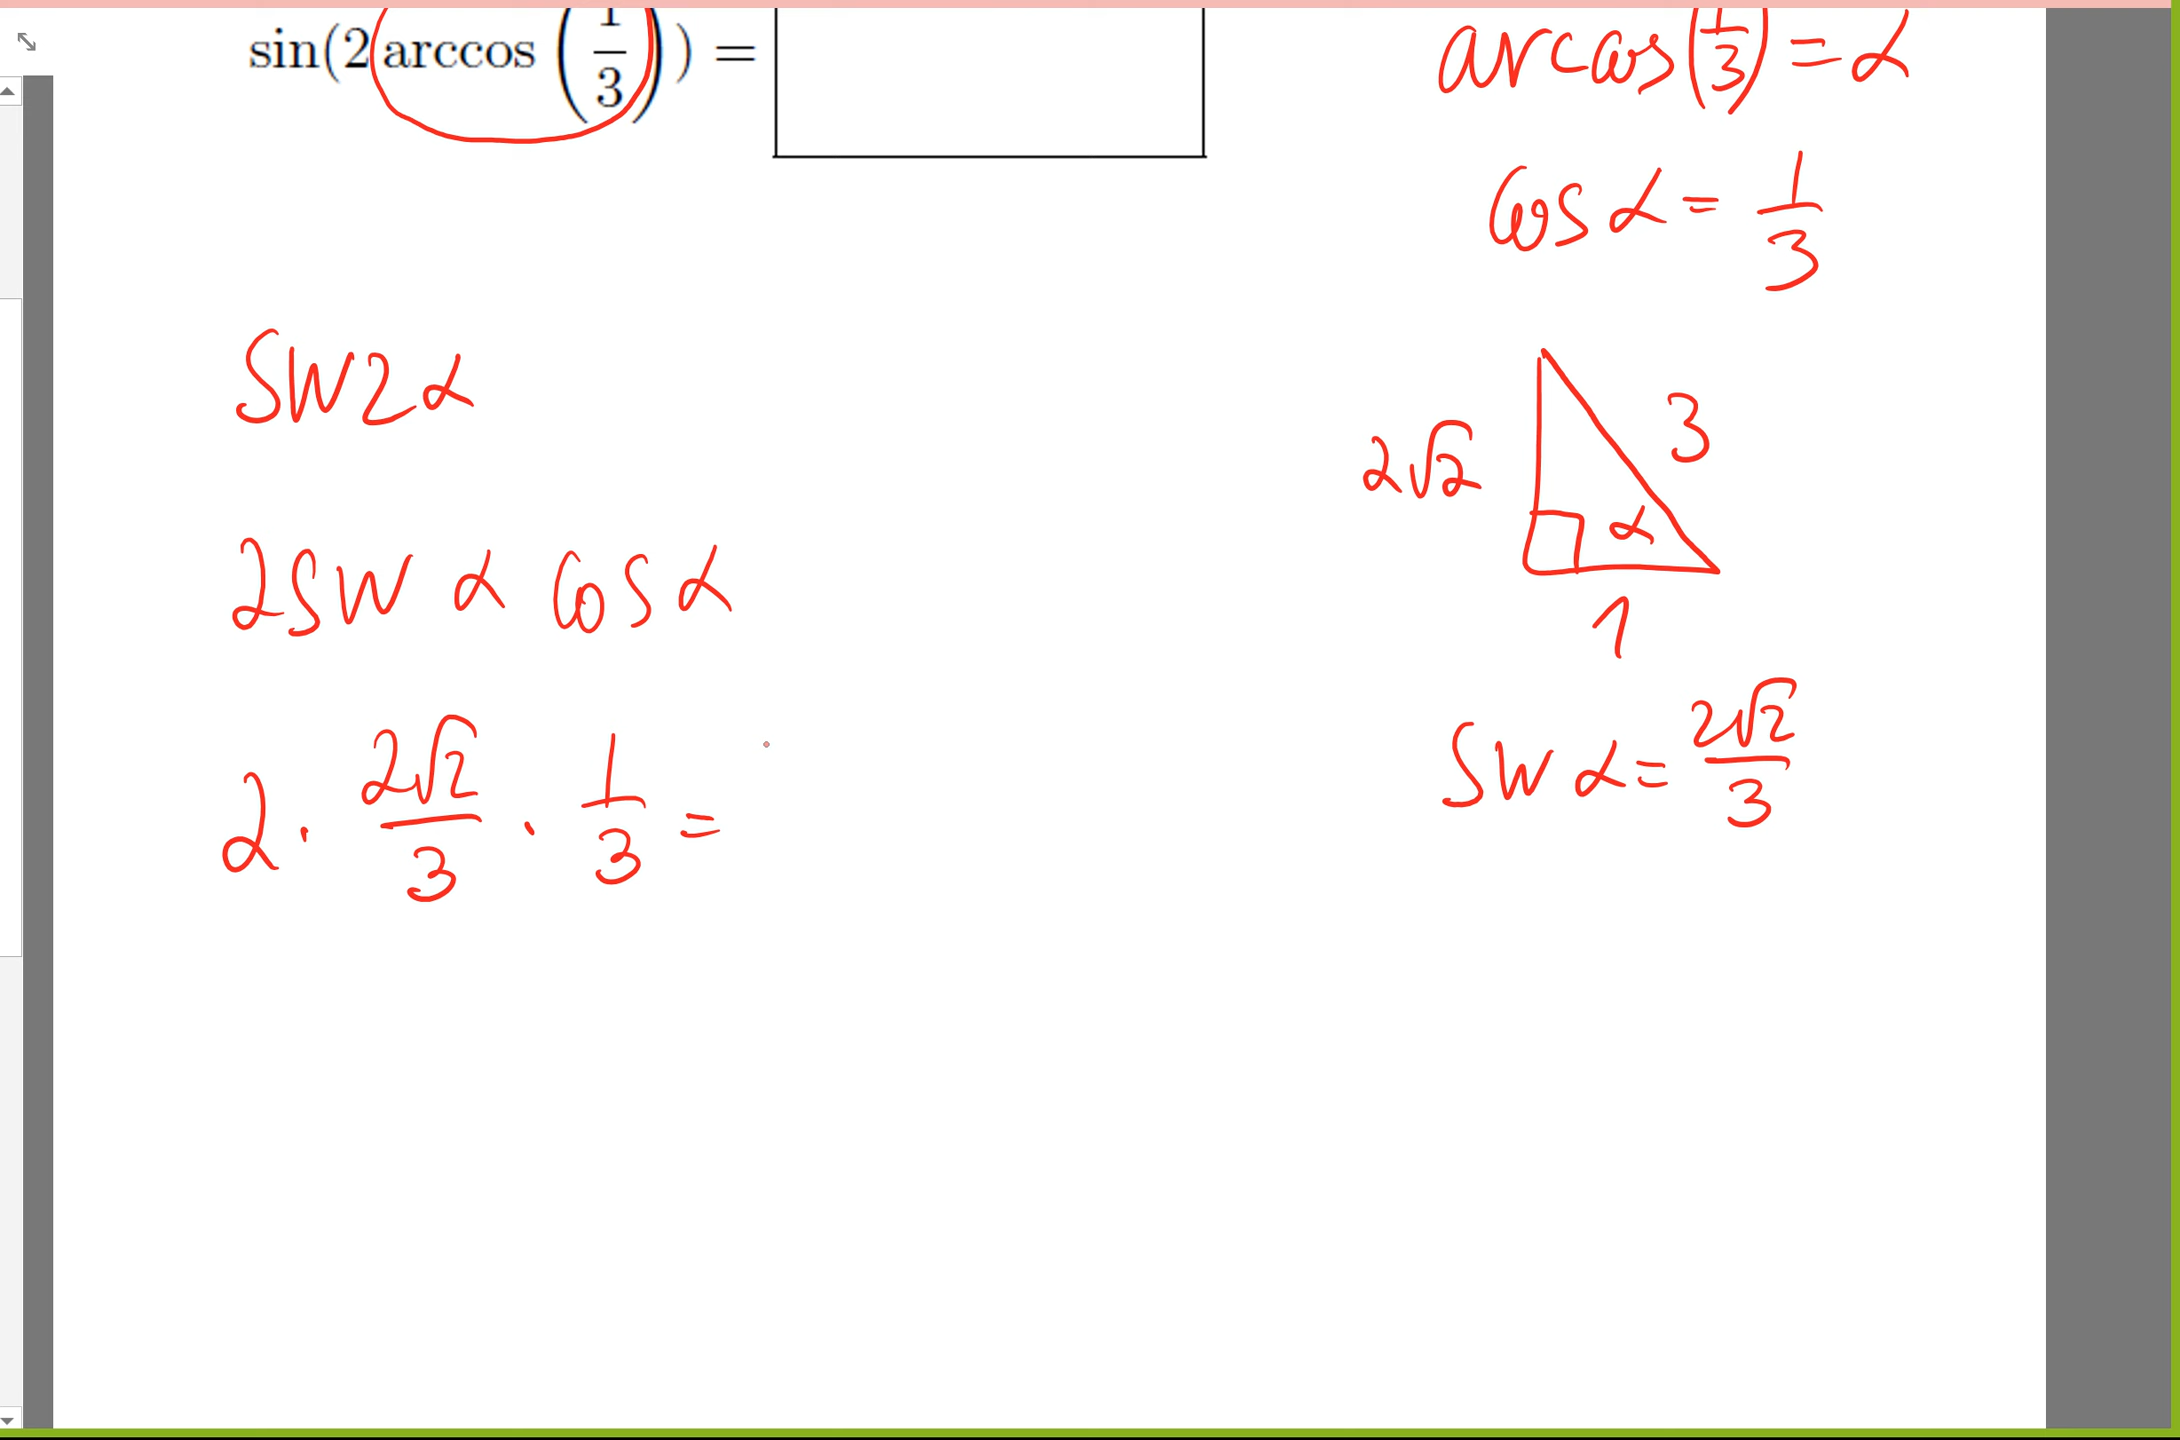 sin(2 arccos (1/3)) =
arccos(1/3) = α
cos α = 1/3
sin 2α
2√2
3
α
1
2 sin α cos α
sin α = 2√2/3
2 · 2√2/3 · 1/3 =